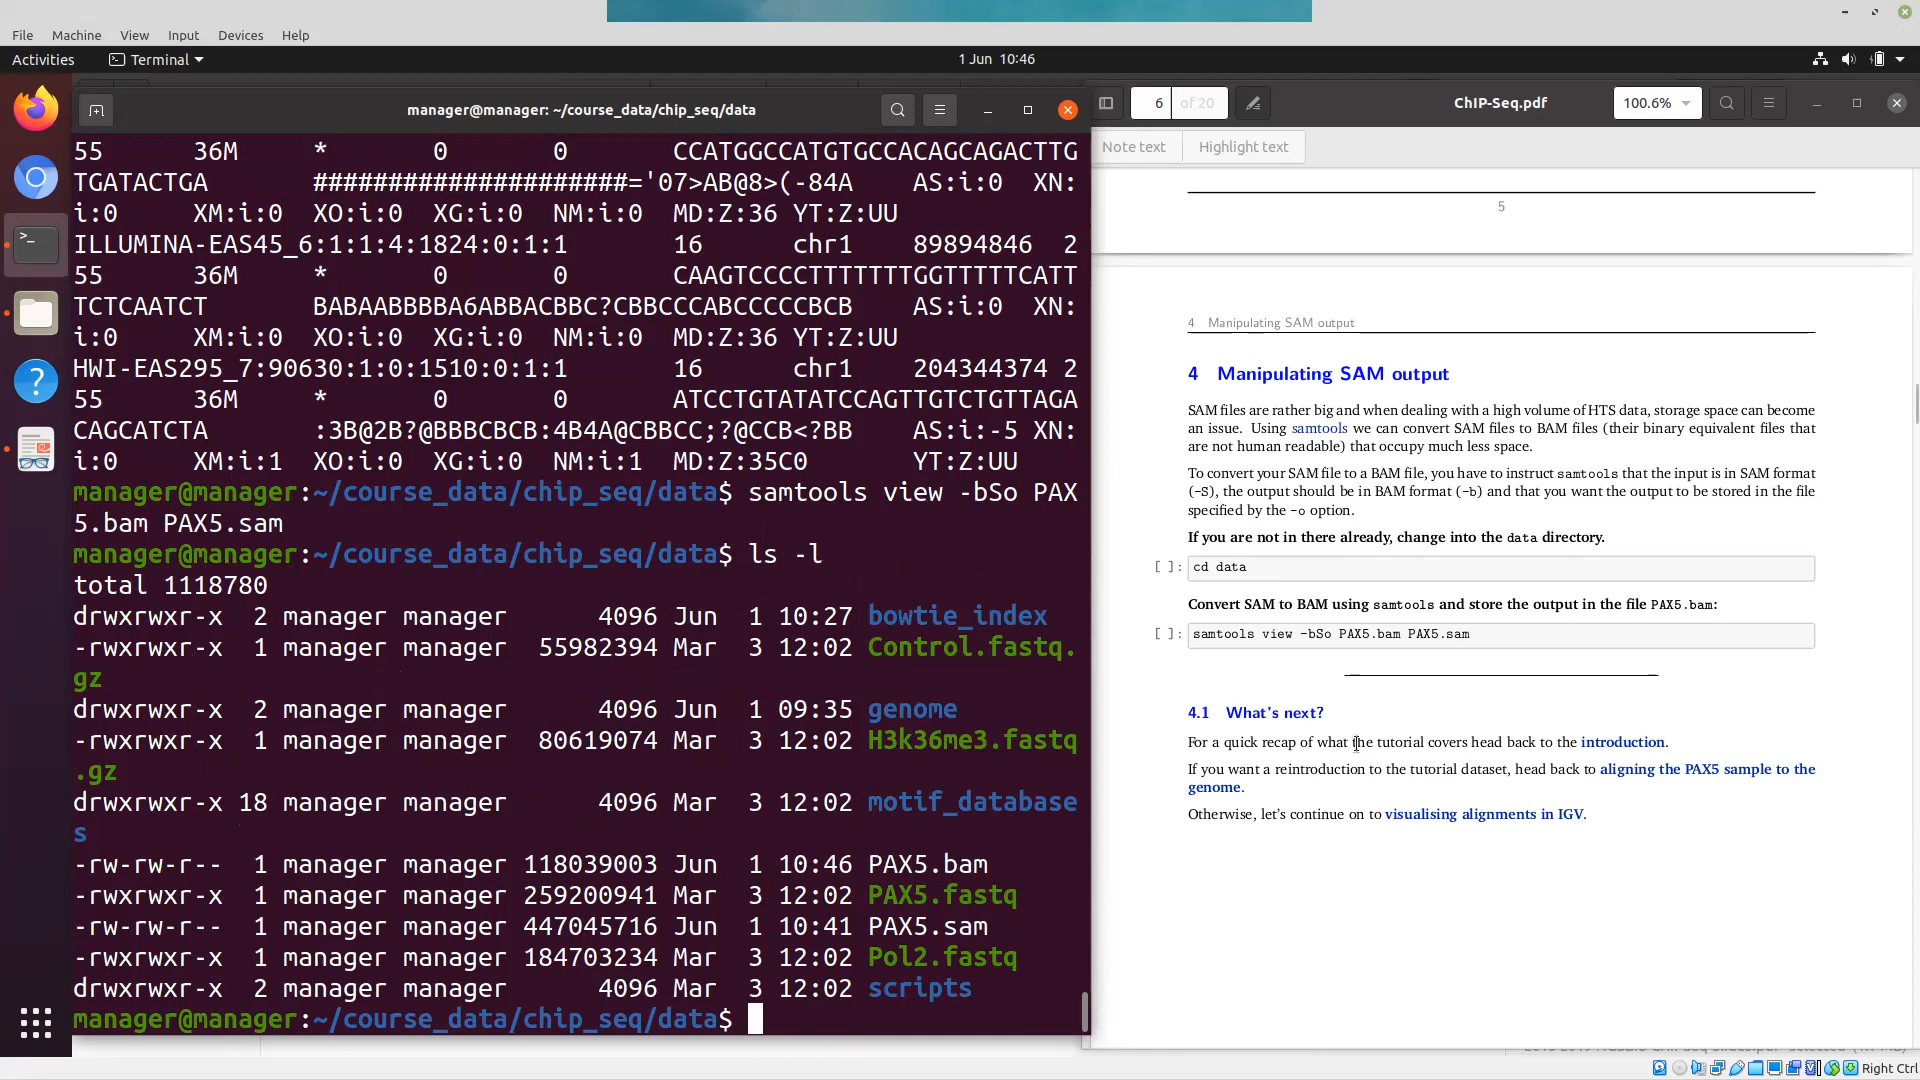 File Machine View Input Devices Help
Activities Terminal 1 Jun 10:46
manager@manager: ~/course_data/chip_seq/data
55 36M * 0 0 CCATGGCCATGTGCCACAGCAGACTTG
TGATACTGA #####################='07>AB@8>(-84A AS:i:0 XN:
i:0 XM:i:0 XO:i:0 XG:i:0 NM:i:0 MD:Z:36 YT:Z:UU
ILLUMINA-EAS45_6:1:1:4:1824:0:1:1 16 chr1 89894846 2
55 36M * 0 0 CAAGTCCCCTTTTTTTGGTTTTTCATT
TCTCAATCT BABAABBBBA6ABBACBBC?CBBCCCABCCCCCBCB AS:i:0 XN:
i:0 XM:i:0 XO:i:0 XG:i:0 NM:i:0 MD:Z:36 YT:Z:UU
HWI-EAS295_7:90630:1:0:1510:0:1:1 16 chr1 204344374 2
55 36M * 0 0 ATCCTGTATATCCAGTTGTCTGTTAGA
CAGCATCTA :3B@2B?@BBBCBCB:4B4A@CBBCC;?@CCB<?BB AS:i:-5 XN:
i:0 XM:i:1 XO:i:0 XG:i:0 NM:i:1 MD:Z:35C0 YT:Z:UU
manager@manager:~/course_data/chip_seq/data$ samtools view -bSo PAX
5.bam PAX5.sam
manager@manager:~/course_data/chip_seq/data$ ls -l
total 1118780
drwxrwxr-x 2 manager manager 4096 Jun 1 10:27 bowtie_index
-rwxrwxr-x 1 manager manager 55982394 Mar 3 12:02 Control.fastq.
gz
drwxrwxr-x 2 manager manager 4096 Jun 1 09:35 genome
-rwxrwxr-x 1 manager manager 80619074 Mar 3 12:02 H3k36me3.fastq
.gz
drwxrwxr-x 18 manager manager 4096 Mar 3 12:02 motif_database
s
-rw-rw-r-- 1 manager manager 118039003 Jun 1 10:46 PAX5.bam
-rwxrwxr-x 1 manager manager 259200941 Mar 3 12:02 PAX5.fastq
-rw-rw-r-- 1 manager manager 447045716 Jun 1 10:41 PAX5.sam
-rwxrwxr-x 1 manager manager 184703234 Mar 3 12:02 Pol2.fastq
drwxrwxr-x 2 manager manager 4096 Mar 3 12:02 scripts
manager@manager:~/course_data/chip_seq/data$
6 of 20 ChIP-Seq.pdf 100.6%
Note text Highlight text
5
4 Manipulating SAM output
4 Manipulating SAM output
SAM files are rather big and when dealing with a high volume of HTS data, storage space can become
an issue. Using samtools we can convert SAM files to BAM files (their binary equivalent files that
are not human readable) that occupy much less space.
To convert your SAM file to a BAM file, you have to instruct samtools that the input is in SAM format
(-S), the output should be in BAM format (-b) and that you want the output to be stored in the file
specified by the -o option.
If you are not in there already, change into the data directory.
[ ]: cd data
Convert SAM to BAM using samtools and store the output in the file PAX5.bam:
[ ]: samtools view -bSo PAX5.bam PAX5.sam
4.1 What's next?
For a quick recap of what the tutorial covers head back to the introduction.
If you want a reintroduction to the tutorial dataset, head back to aligning the PAX5 sample to the
genome.
Otherwise, let's continue on to visualising alignments in IGV.
Right Ctrl